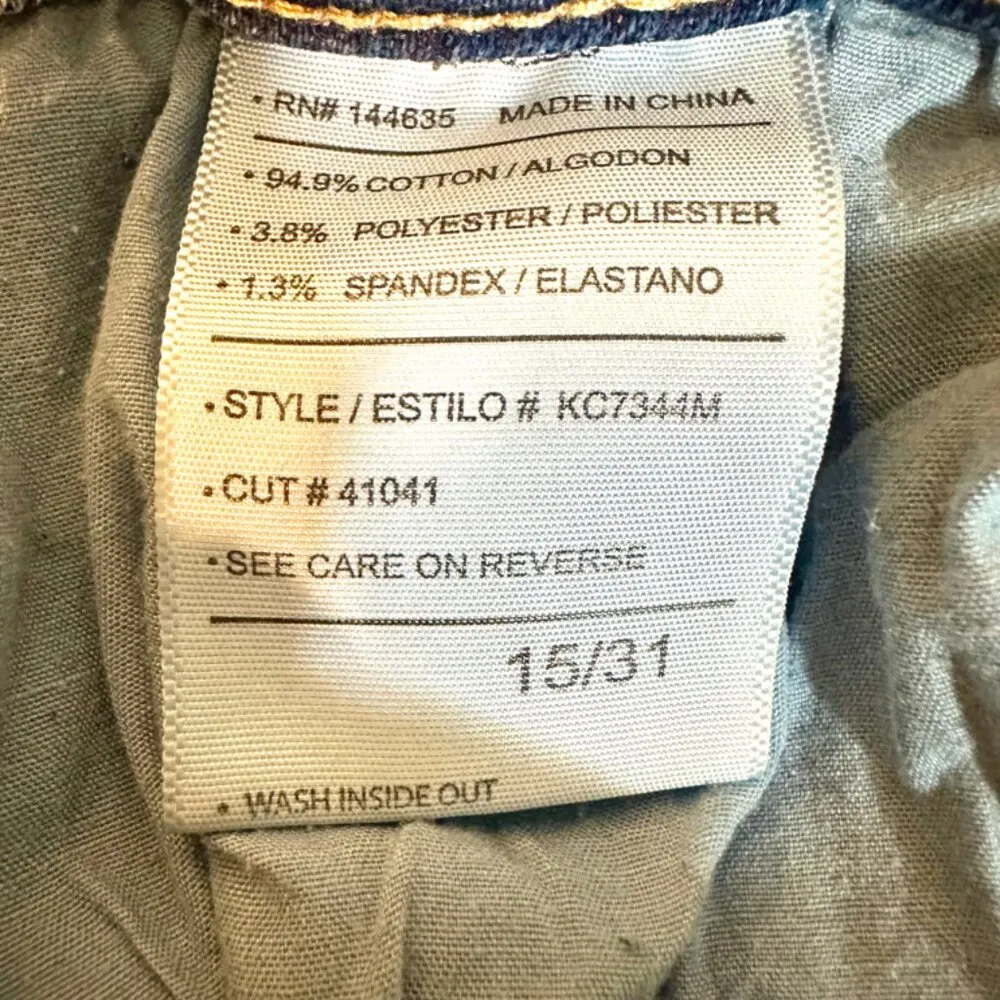 • RN# 144635 MADE IN CHINA
• 94.9% COTTON / ALGODON
• 3.8% POLYESTER / POLIESTER
• 1.3% SPANDEX / ELASTANO
• STYLE / ESTILO # KC7344M
• CUT # 41041
• SEE CARE ON REVERSE
15/31
• WASH INSIDE OUT